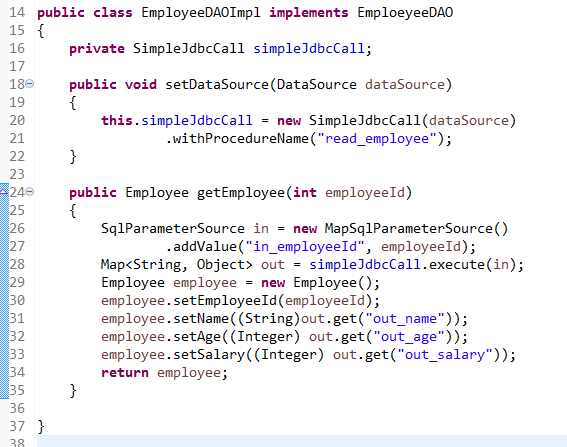 14 public class EmployeeDAOImpl implements EmploeyeeDAO
15 {
16     private SimpleJdbcCall simpleJdbcCall;
17
18     public void setDataSource(DataSource dataSource)
19     {
20         this.simpleJdbcCall = new SimpleJdbcCall(dataSource)
21                 .withProcedureName("read_employee");
22     }
23
24     public Employee getEmployee(int employeeId)
25     {
26         SqlParameterSource in = new MapSqlParameterSource()
27                 .addValue("in_employeeId", employeeId);
28         Map<String, Object> out = simpleJdbcCall.execute(in);
29         Employee employee = new Employee();
30         employee.setEmployeeId(employeeId);
31         employee.setName((String)out.get("out_name"));
32         employee.setAge((Integer) out.get("out_age"));
33         employee.setSalary((Integer) out.get("out_salary"));
34         return employee;
35     }
36
37 }
38